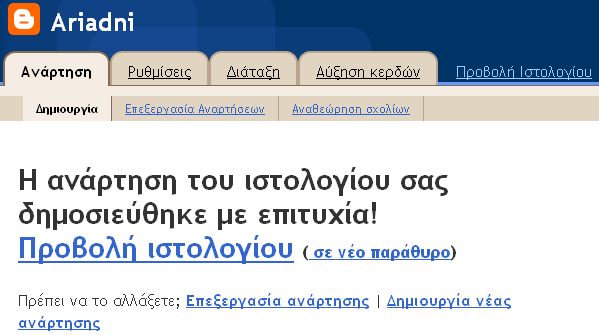 Ariadni
Ανάρτηση Ρυθμίσεις Διάταξη Αύξηση κερδών Προβολή Ιστολογίου
Δημιουργία Επεξεργασία Αναρτήσεων Αναθεώρηση σχολίων
Η ανάρτηση του ιστολογίου σας
δημοσιεύθηκε με επιτυχία!
Προβολή ιστολογίου ( σε νέο παράθυρο)
Πρέπει να το αλλάξετε; Επεξεργασία ανάρτησης | Δημιουργία νέας
ανάρτησης